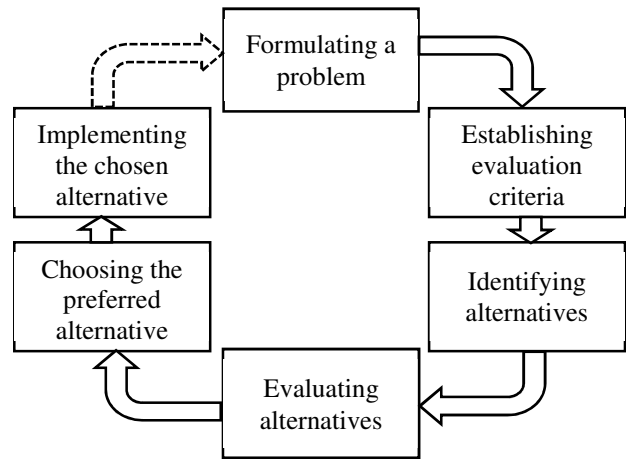 Formulating a
problem
Establishing
evaluation
criteria
Identifying
alternatives
Evaluating
alternatives
Choosing the
preferred
alternative
Implementing
the chosen
alternative